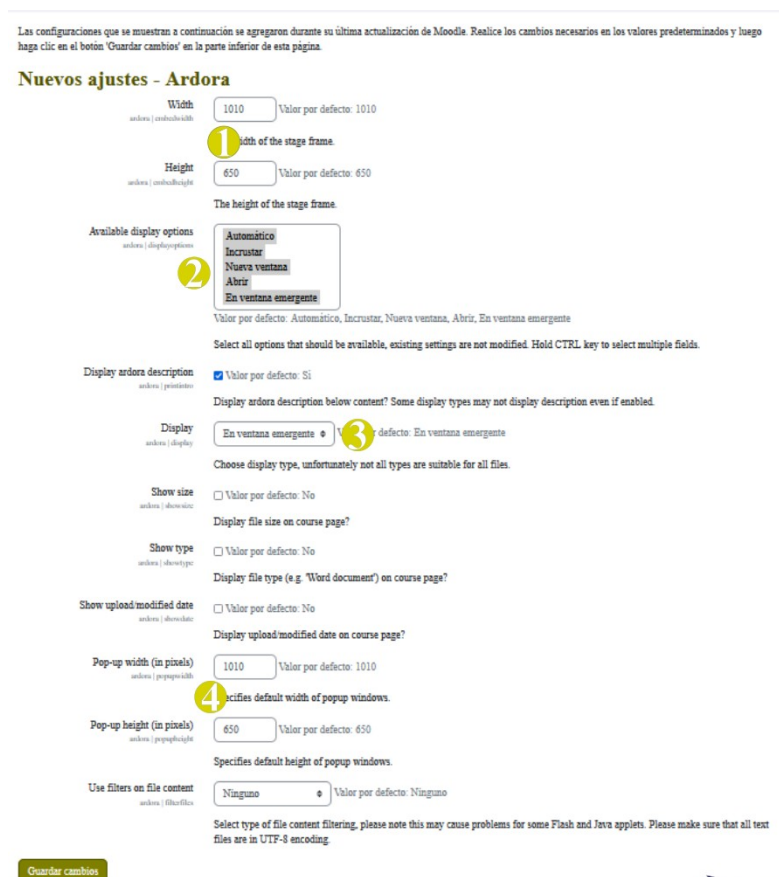 Las configuraciones que se muestran a continuación se agregaron durante su última actualización de Moodle. Realice los cambios necesarios en los valores predeterminados y luego
haga clic en el botón 'Guardar cambios' en la parte inferior de esta página.
Nuevos ajustes - Ardora
Width
1010 Valor por defecto: 1010
ardora | embedwidth
1 idth of the stage frame.
Height
650 Valor por defecto: 650
ardora | embedheight
The height of the stage frame.
Available display options
ardora | displayoptions
Automático
Incrustar
2 Nueva ventana
Abrir
En ventana emergente
Valor por defecto: Automático, Incrustar, Nueva ventana, Abrir, En ventana emergente
Select all options that should be available, existing settings are not modified. Hold CTRL key to select multiple fields.
Display ardora description
Valor por defecto: Sí
ardora | printintro
Display ardora description below content? Some display types may not display description even if enabled.
Display
En ventana emergente V 3 r defecto: En ventana emergente
ardora | display
Choose display type, unfortunately not all types are suitable for all files.
Show size
Valor por defecto: No
ardora | showsize
Display file size on course page?
Show type
Valor por defecto: No
ardora | showtype
Display file type (e.g. 'Word document') on course page?
Show upload/modified date
Valor por defecto: No
ardora | showdate
Display upload/modified date on course page?
Pop-up width (in pixels)
1010 Valor por defecto: 1010
ardora | popupwidth
4 ecifies default width of popup windows.
Pop-up height (in pixels)
650 Valor por defecto: 650
ardora | popupheight
Specifies default height of popup windows.
Use filters on file content
Ninguno Valor por defecto: Ninguno
ardora | filterfiles
Select type of file content filtering, please note this may cause problems for some Flash and Java applets. Please make sure that all text
files are in UTF-8 encoding.
Guardar cambios